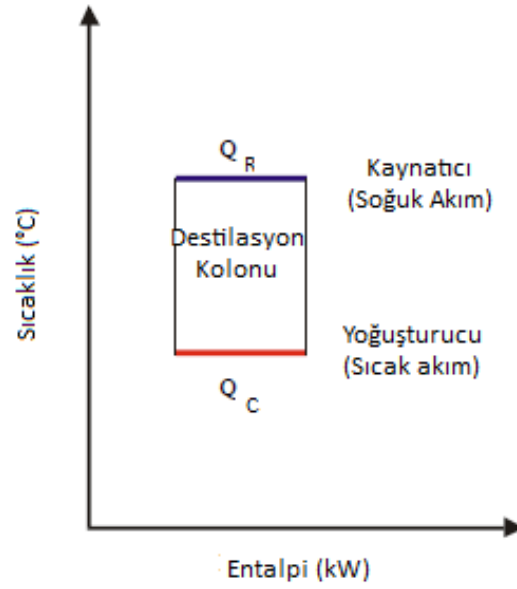 Sıcaklık (°C)
Q R
Kaynatıcı
(Soğuk Akım)
Destilasyon
Kolonu
Yoğuşturucu
(Sıcak akım)
Q C
Entalpi (kW)